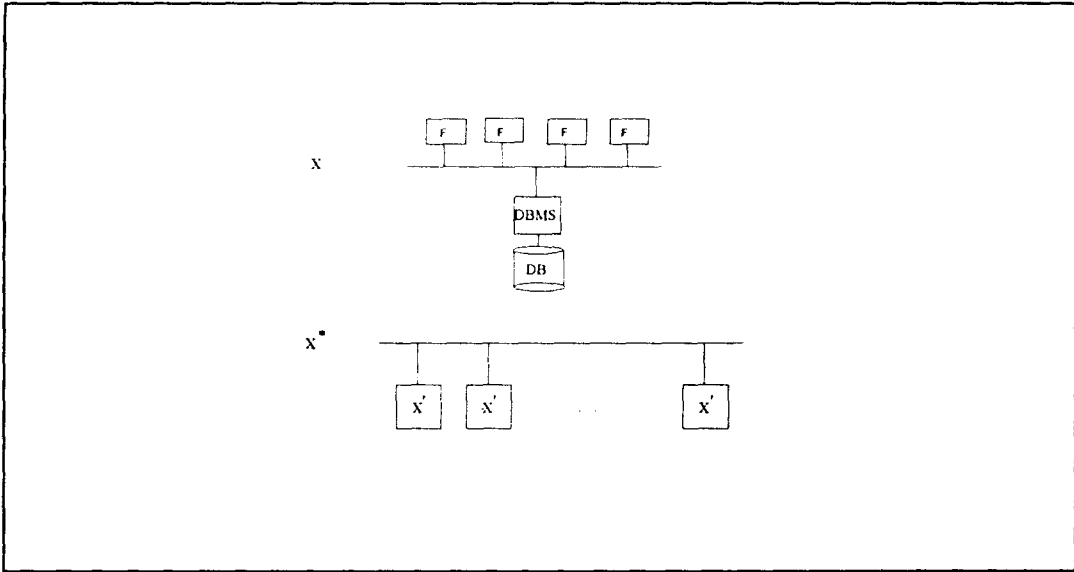 F F F F
X
DBMS
DB
X*
X' X' . . . X'